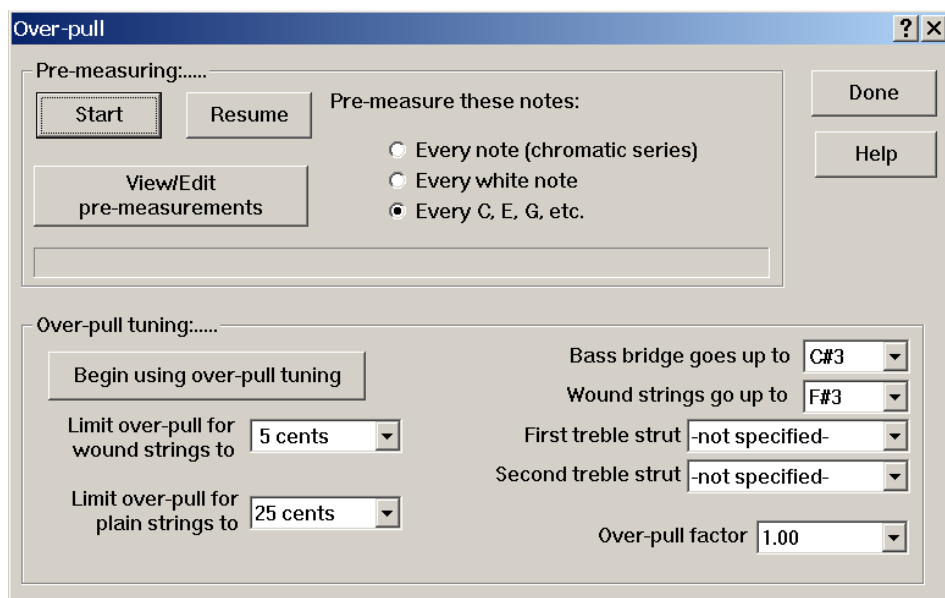 Over-pull
Pre-measuring:.....
Start
Resume
View/Edit
pre-measurements
Pre-measure these notes:
Every note (chromatic series)
Every white note
Every C, E, G, etc.
Done
Help
Over-pull tuning:.....
Begin using over-pull tuning
Limit over-pull for
wound strings to
5 cents
Limit over-pull for
plain strings to
25 cents
Bass bridge goes up to C#3
Wound strings go up to F#3
First treble strut -not specified-
Second treble strut -not specified-
Over-pull factor 1.00